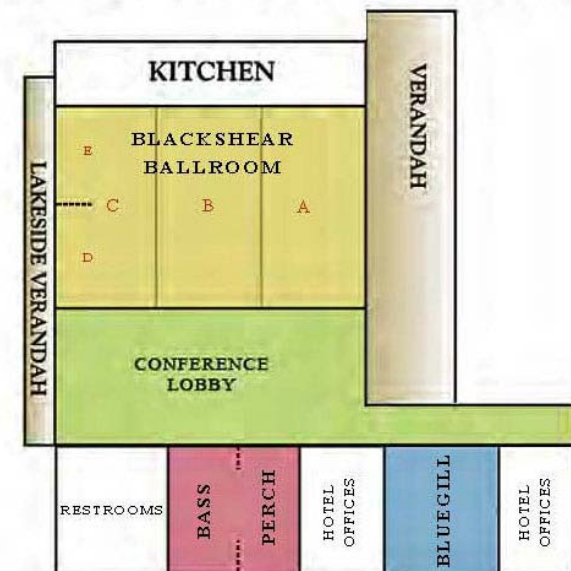 KITCHEN
VERANDAH
LAKESIDE VERANDAH
BLACKSHEAR
BALLROOM
E
C
B
A
D
CONFERENCE
LOBBY
RESTROOMS
BASS
PERCH
HOTEL
OFFICES
BLUEGILL
HOTEL
OFFICES